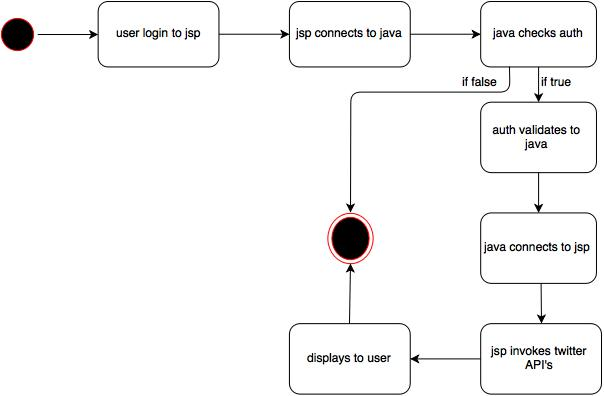 user login to jsp
jsp connects to java
java checks auth
if false
if true
auth validates to
java
java connects to jsp
jsp invokes twitter
API's
displays to user